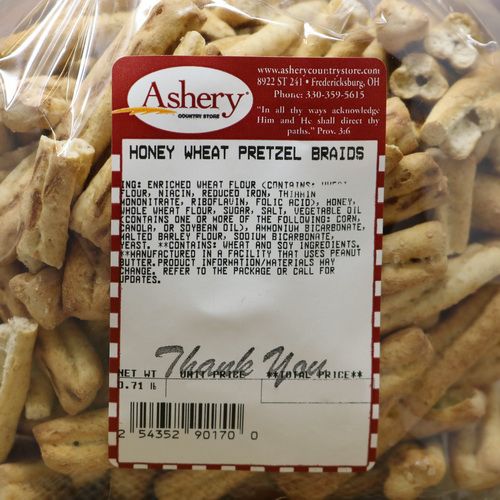 Ashery
COUNTRY STORE
www.asherycountrystore.com
8922 ST 241 • Fredericksburg, OH
Phone: 330-359-5615
"In all thy ways acknowledge
Him and He shall direct thy
paths." Prov. 3:6
HONEY WHEAT PRETZEL BRAIDS
ING: ENRICHED WHEAT FLOUR (CONTAINS: WHEAT
FLOUR, NIACIN, REDUCED IRON, THIAMIN
MONONITRATE, RIBOFLAVIN, FOLIC ACID), HONEY,
WHOLE WHEAT FLOUR, SUGAR, SALT, VEGETABLE OIL
(CONTAINS ONE OR MORE OF THE FOLLOWING: CORN,
CANOLA, OR SOYBEAN OIL), AMMONIUM BICARBONATE,
MALTED BARLEY FLOUR, SODIUM BICARBONATE,
YEAST. **CONTAINS: WHEAT AND SOY INGREDIENTS.
**MANUFACTURED IN A FACILITY THAT USES PEANUT
BUTTER.PRODUCT INFORMATION/MATERIALS MAY
CHANGE. REFER TO THE PACKAGE OR CALL FOR
UPDATES.
Thank You
NET WT UNIT PRICE **TOTAL PRICE**
0.71 lb
2 54352 90170 0